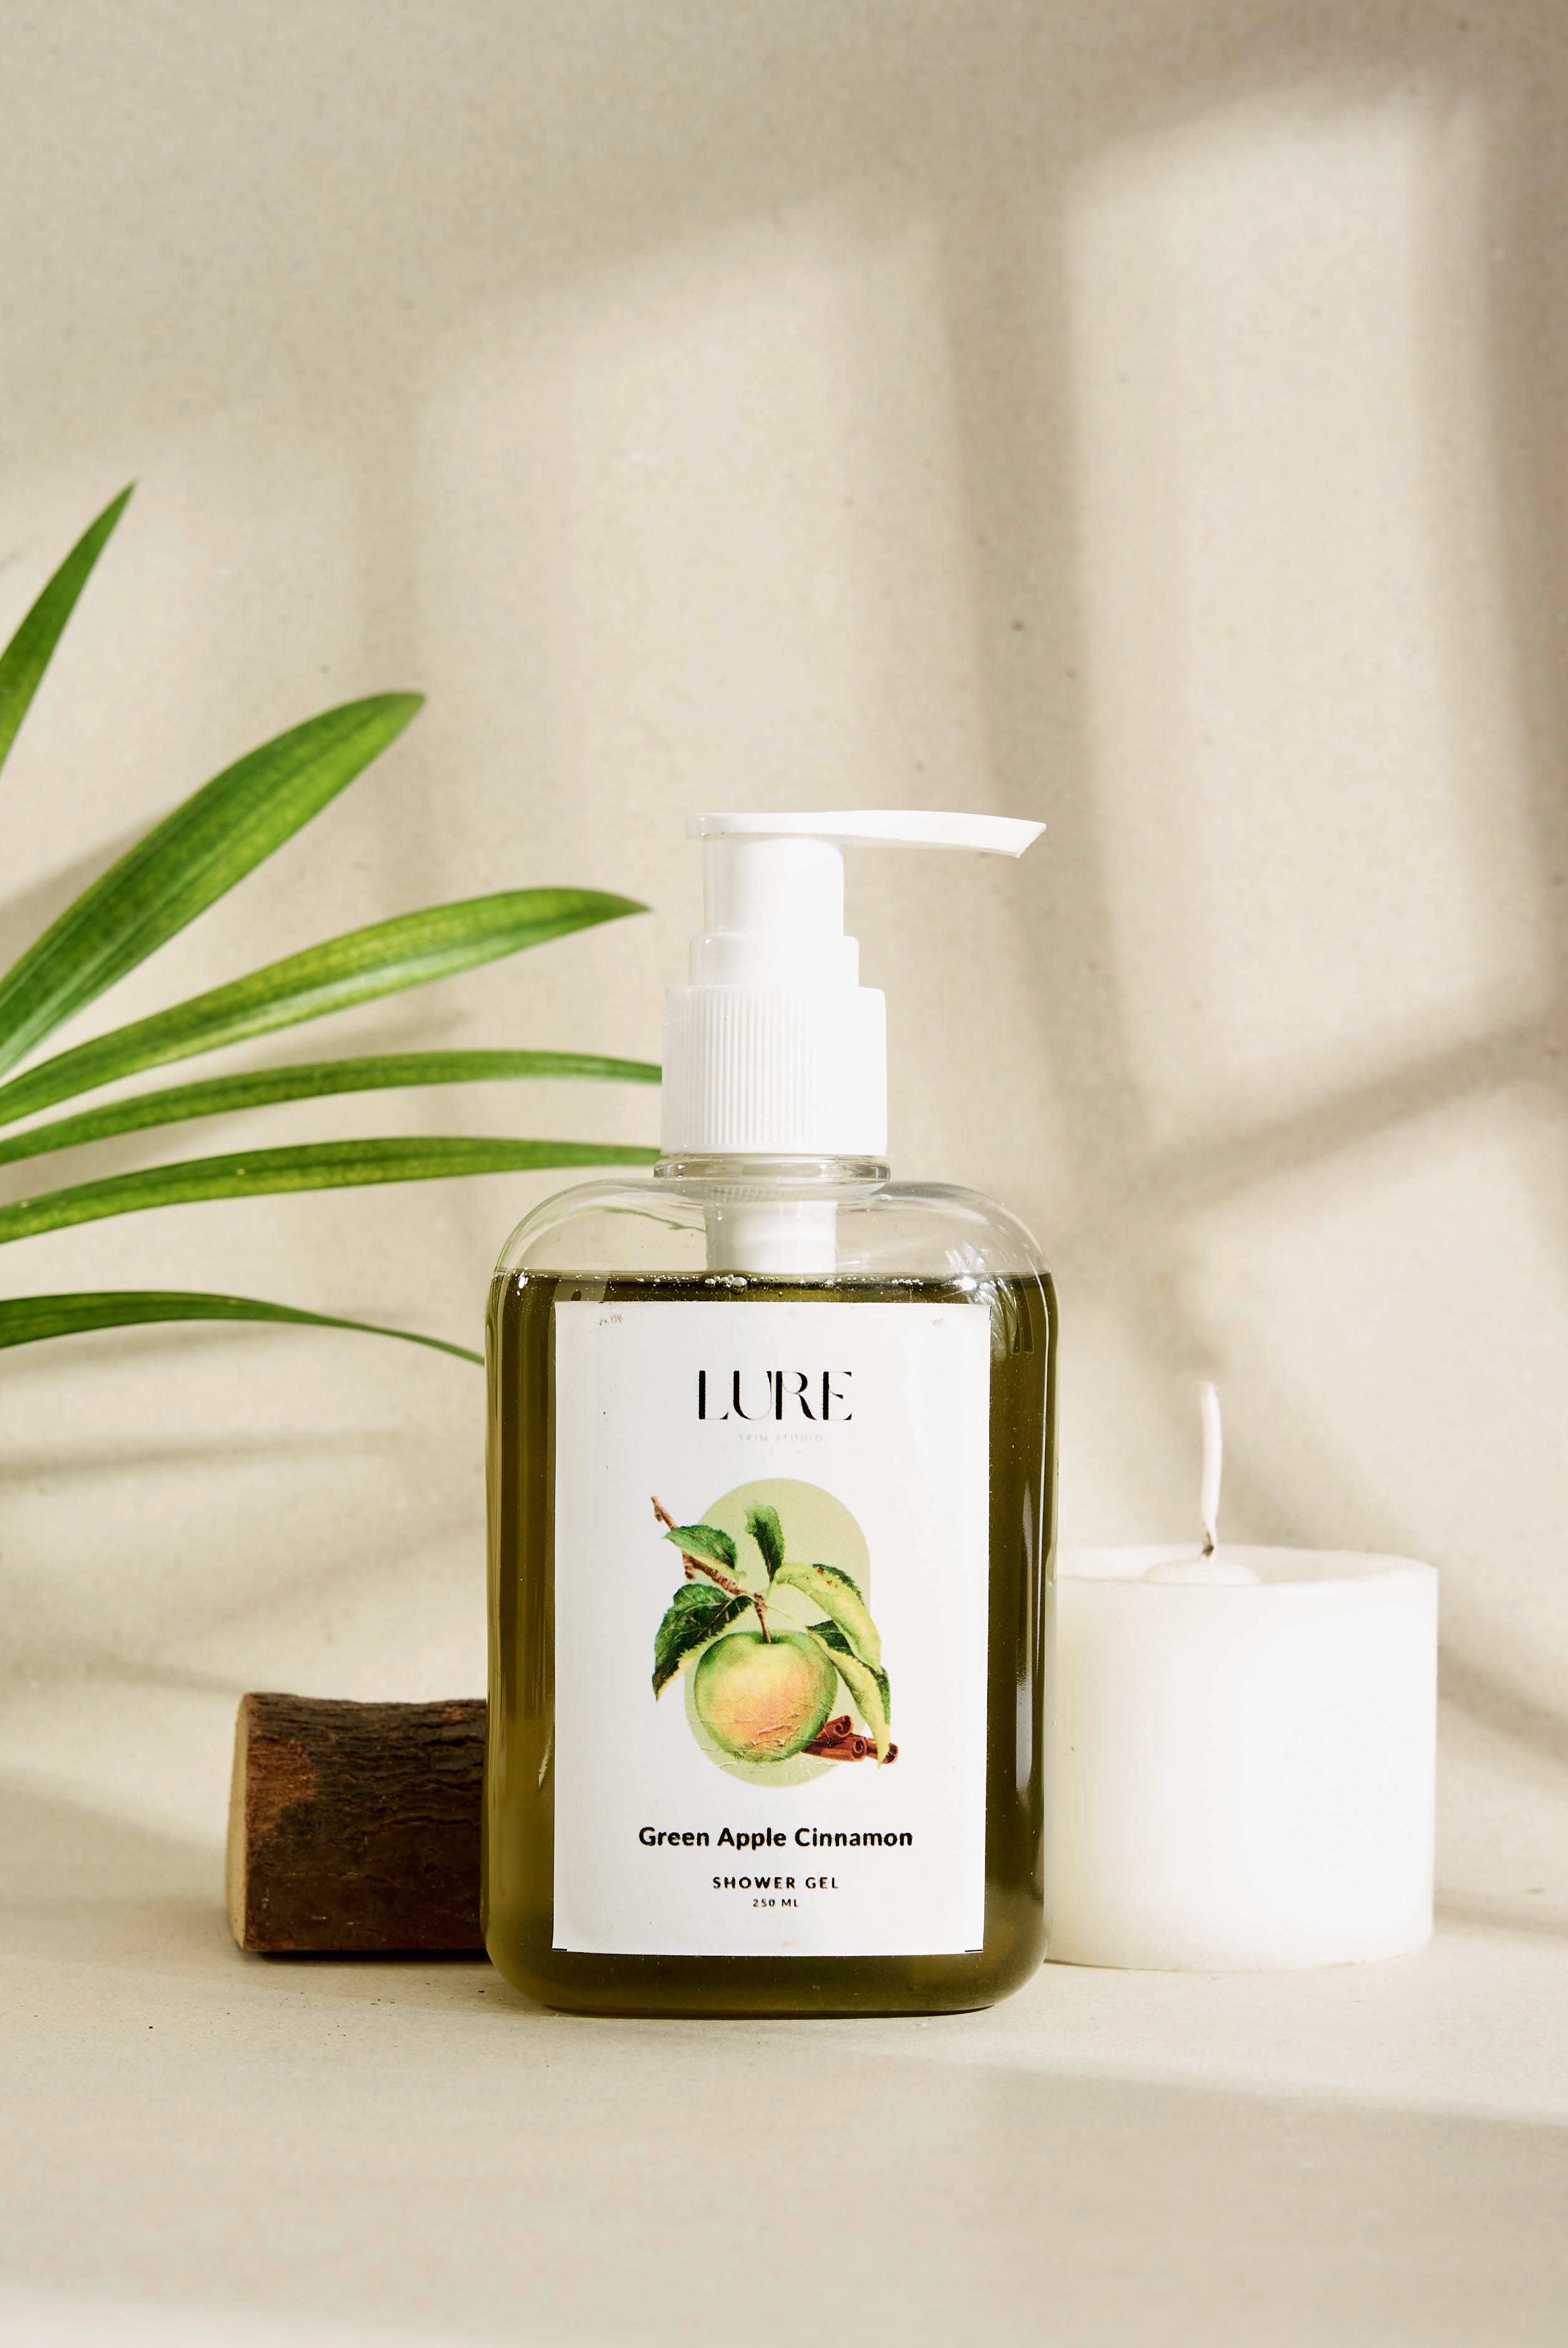 LURE
SKIN STUDIO
Green Apple Cinnamon
SHOWER GEL
250 ML